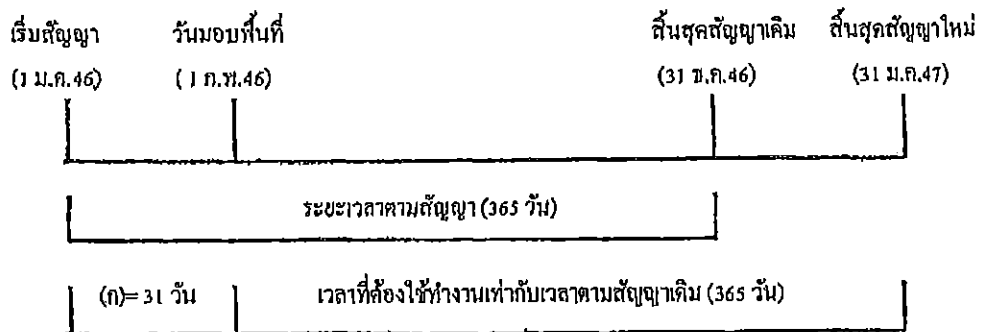 เริ่มสัญญา วันมอบพื้นที่ สิ้นสุดสัญญาเดิม สิ้นสุดสัญญาใหม่
(1 ม.ค.46) (1 ก.พ.46) (31 ธ.ค.46) (31 ม.ค.47)
ระยะเวลาตามสัญญา (365 วัน)
(ก)= 31 วัน เวลาที่ต้องใช้ทำงานเท่ากับเวลาตามสัญญาเดิม (365 วัน)